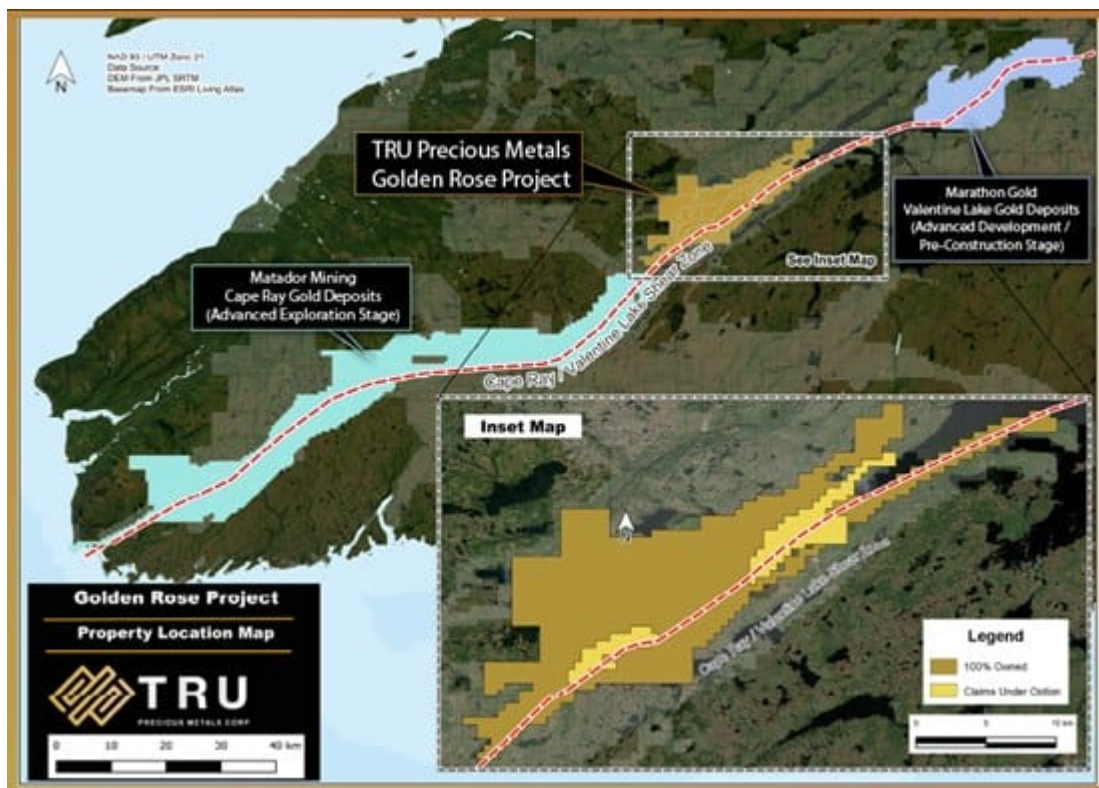 N
NAD 83 / UTM Zone 21
Data Source:
DEM From JPL SRTM
Basemap From ESRI Living Atlas
TRU Precious Metals
Golden Rose Project
Marathon Gold
Valentine Lake Gold Deposits
(Advanced Development /
Pre-Construction Stage)
See Inset Map
Matador Mining
Cape Ray Gold Deposits
(Advanced Exploration Stage)
Cape Ray / Valentine Lake Shear Zone
Inset Map
N
Cape Ray / Valentine Lake Shear Zone
Legend
100% Owned
Claims Under Option
0 5 10 km
Golden Rose Project
Property Location Map
TRU
PRECIOUS METALS CORP
0 10 20 30 40 km